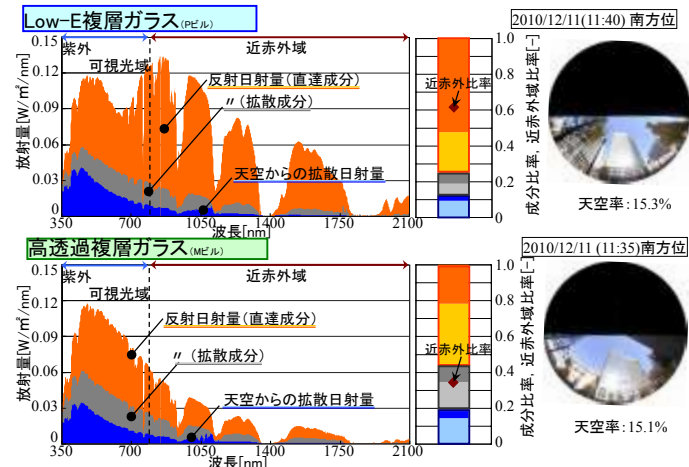 Low-E複層ガラス(Pビル)
2010/12/11(11:40) 南方位
放射量[W/㎡/nm]
0.15
0.12
0.09
0.06
0.03
0
紫外
可視光域
近赤外域
反射日射量(直達成分)
〃 (拡散成分)
天空からの拡散日射量
350
700
1050
1400
1750
2100
波長[nm]
1.0
0.8
0.6
0.4
0.2
0
近赤外比率
成分比率, 近赤外域比率[-]
天空率:15.3%
高透過複層ガラス(Mビル)
2010/12/11 (11:35)南方位
放射量[W/㎡/nm]
0.15
0.12
0.09
0.06
0.03
0
紫外
可視光域
近赤外域
反射日射量(直達成分)
〃 (拡散成分)
天空からの拡散日射量
350
700
1050
1400
1750
2100
波長[nm]
1.0
0.8
0.6
0.4
0.2
0
近赤外比率
成分比率, 近赤外域比率[-]
天空率:15.1%